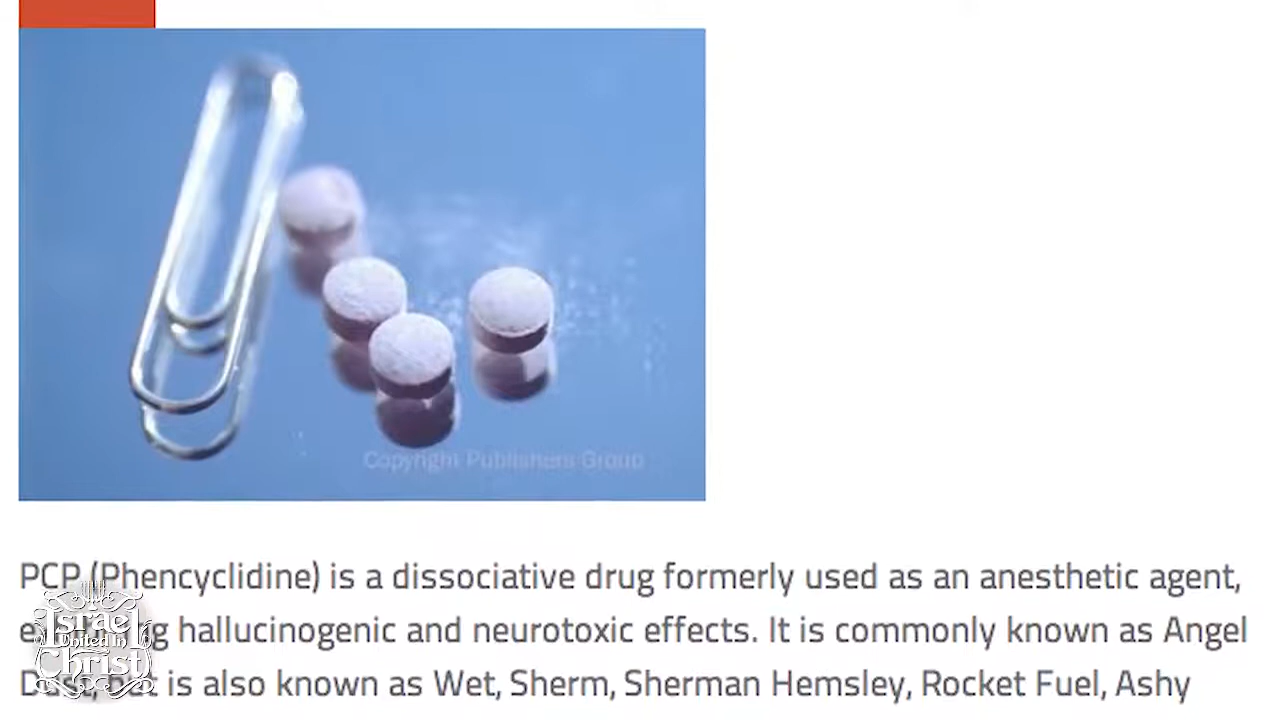 Copyright Publishers Group
PCP (Phencyclidine) is a dissociative drug formerly used as an anesthetic agent,
hallucinogenic and neurotoxic effects. It is commonly known as Angel
is also known as Wet, Sherm, Sherman Hemsley, Rocket Fuel, Ashy
Israel
United In
Christ